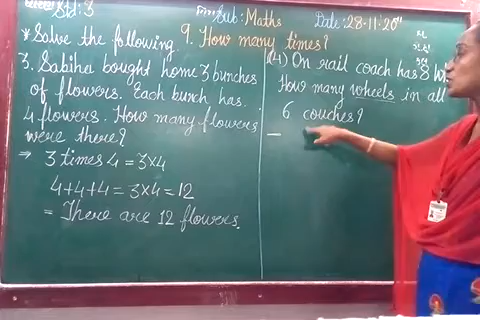 Std:3
Sub: Maths
Date: 28-11-20
* Solve the following.
9. How many times?
3. Sabiha bought home 3 bunches
of flowers. Each bunch has
4 flowers. How many flowers
were there?
⇒ 3 times 4 = 3×4
4+4+4 = 3×4 = 12
= There are 12 flowers.
(4) On rail coach has 8
How many wheels in all
6 couches?